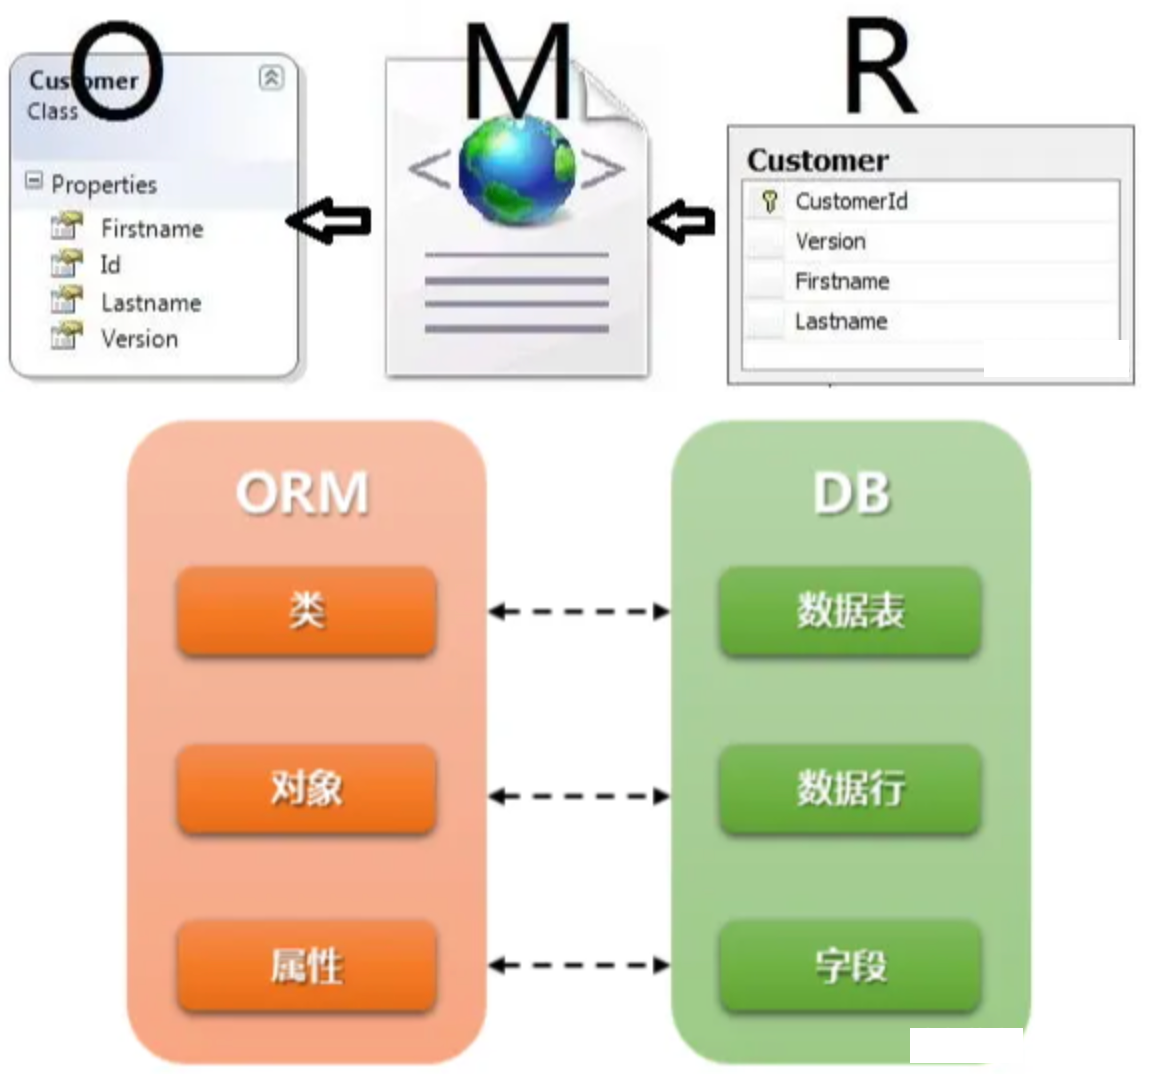 O
M
R
Customer
Class
Properties
Firstname
Id
Lastname
Version
< >
Customer
CustomerId
Version
Firstname
Lastname
ORM
类
对象
属性
DB
数据表
数据行
字段